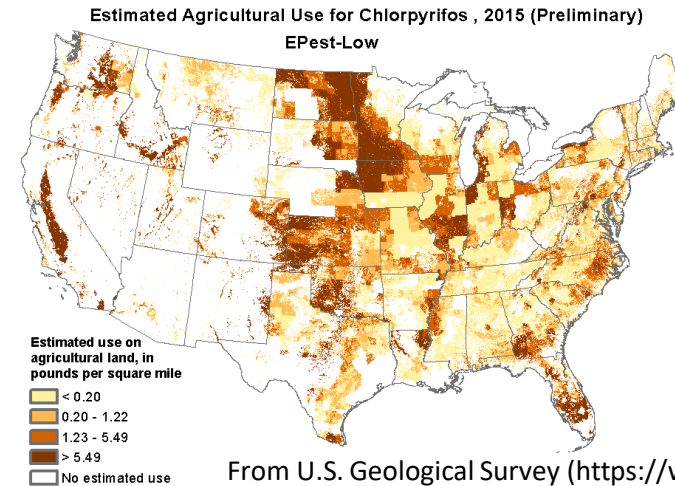 Estimated Agricultural Use for Chlorpyrifos , 2015 (Preliminary)
EPest-Low
Estimated use on
agricultural land, in
pounds per square mile
< 0.20
0.20 - 1.22
1.23 - 5.49
> 5.49
No estimated use
From U.S. Geological Survey (https://